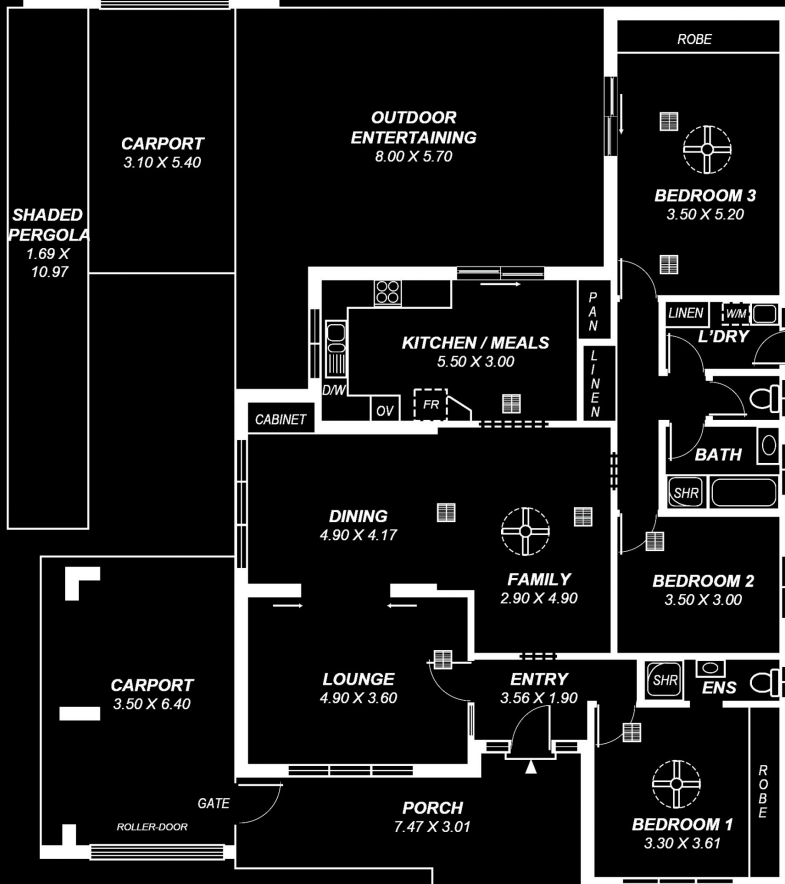 ROBE
OUTDOOR
ENTERTAINING
8.00 X 5.70
CARPORT
3.10 X 5.40
BEDROOM 3
3.50 X 5.20
SHADED
PERGOLA
1.69 X
10.97
PAN
LINEN
W/M
L'DRY
KITCHEN / MEALS
5.50 X 3.00
LINEN
D/W
OV
FR
CABINET
BATH
SHR
DINING
4.90 X 4.17
FAMILY
2.90 X 4.90
BEDROOM 2
3.50 X 3.00
CARPORT
3.50 X 6.40
LOUNGE
4.90 X 3.60
ENTRY
3.56 X 1.90
SHR
ENS
ROBE
GATE
ROLLER-DOOR
PORCH
7.47 X 3.01
BEDROOM 1
3.30 X 3.61